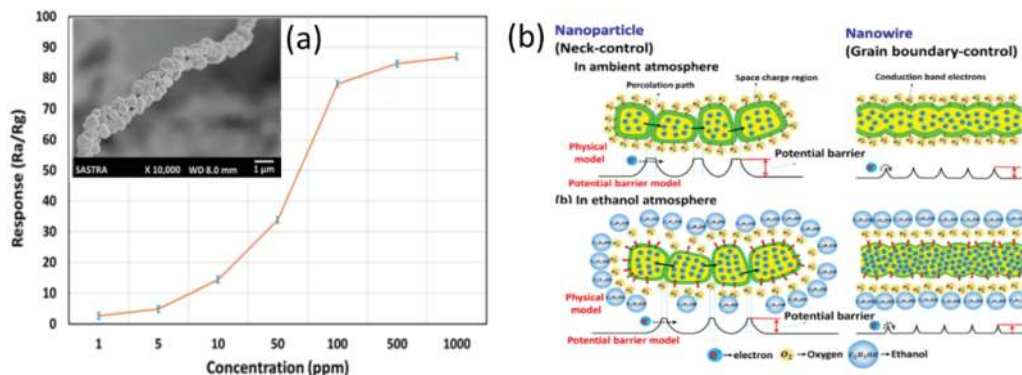 (a)
100
90
80
70
60
50
40
30
20
10
0
Response (Ra/Rg)
SASTRA X 10,000 WD 8.0 mm 1 μm
1 5 10 50 100 500 1000
Concentration (ppm)
(b)
Nanoparticle
(Neck-control)
Nanowire
(Grain boundary-control)
In ambient atmosphere
Percolation path
Space charge region
Conduction band electrons
Physical
model
Potential barrier
Potential barrier model
(b) In ethanol atmosphere
Physical
model
Potential barrier
Potential barrier model
electron
O₂ → Oxygen
C₂H₅OH → Ethanol